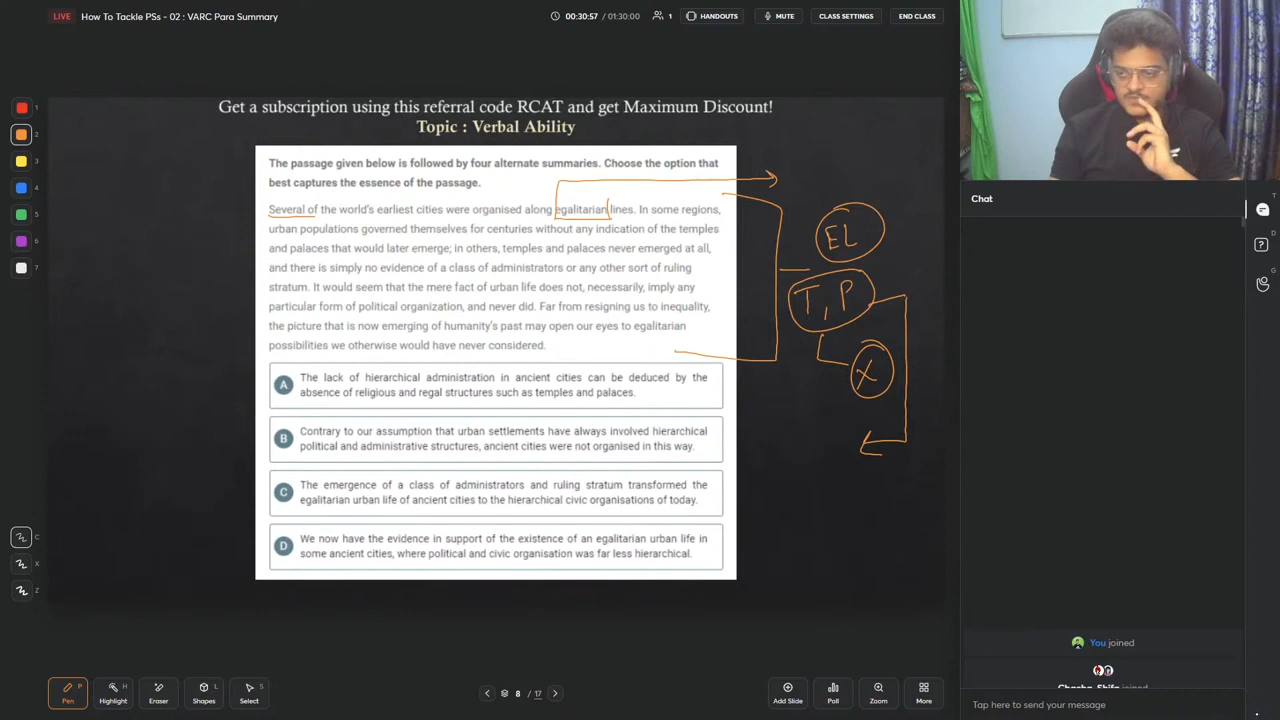 LIVE How To Tackle PSs - 02 : VARC Para Summary 00:30:57 / 01:30:00 1 HANDOUTS MUTE CLASS SETTINGS END CLASS
Get a subscription using this referral code RCAT and get Maximum Discount!
Topic : Verbal Ability
The passage given below is followed by four alternate summaries. Choose the option that
best captures the essence of the passage.
Several of the world's earliest cities were organised along egalitarian lines. In some regions,
urban populations governed themselves for centuries without any indication of the temples
and palaces that would later emerge; in others, temples and palaces never emerged at all,
and there is simply no evidence of a class of administrators or any other sort of ruling
stratum. It would seem that the mere fact of urban life does not, necessarily, imply any
particular form of political organization, and never did. Far from resigning us to inequality,
the picture that is now emerging of humanity's past may open our eyes to egalitarian
possibilities we otherwise would have never considered.
A The lack of hierarchical administration in ancient cities can be deduced by the
absence of religious and regal structures such as temples and palaces.
B Contrary to our assumption that urban settlements have always involved hierarchical
political and administrative structures, ancient cities were not organised in this way.
C The emergence of a class of administrators and ruling stratum transformed the
egalitarian urban life of ancient cities to the hierarchical civic organisations of today.
D We now have the evidence in support of the existence of an egalitarian urban life in
some ancient cities, where political and civic organisation was far less hierarchical.
EL
T, P
X
1
2
3
4
5
6
7
C
X
Z
Pen P
Highlight H
Eraser E
Shapes L
Select S
8 / 17
Add Slide
Poll
Zoom
More
Chat
You joined
Tap here to send your message
T
?